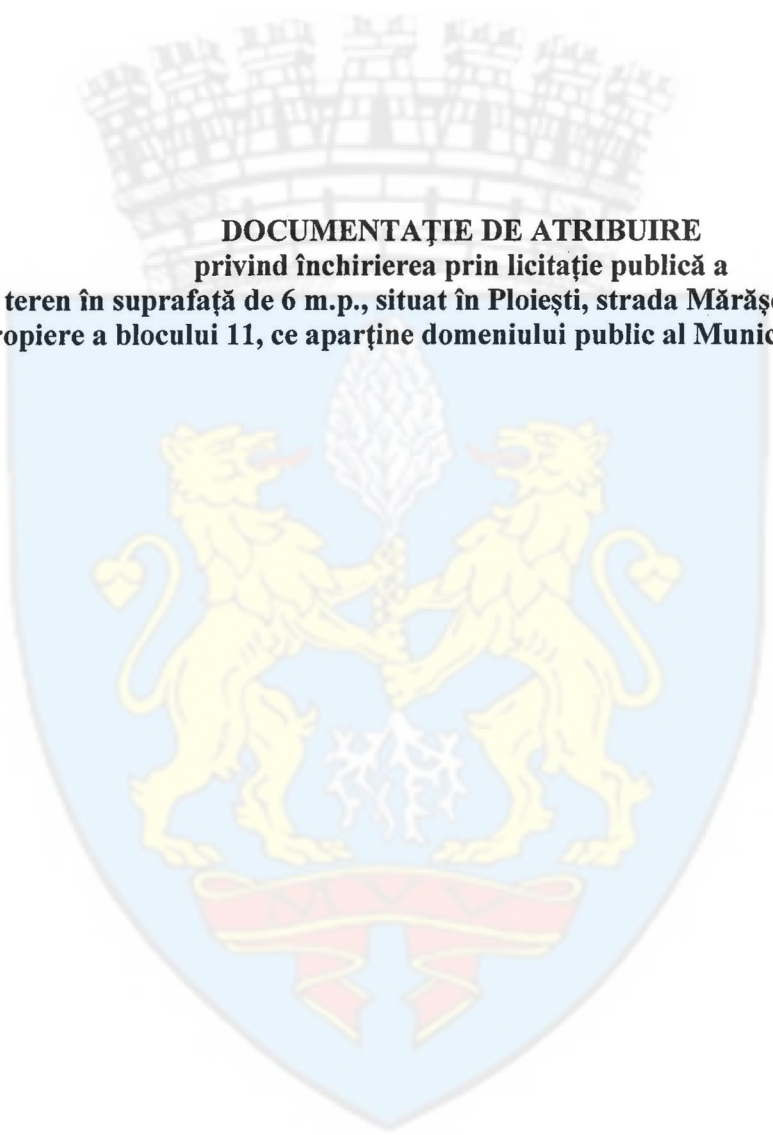 DOCUMENTAŢIE DE ATRIBUIRE
privind închirierea prin licitaţie publică a
teren în suprafaţă de 6 m.p., situat în Ploieşti, strada
blocului 11, ce aparţine domeniului public al
MVV